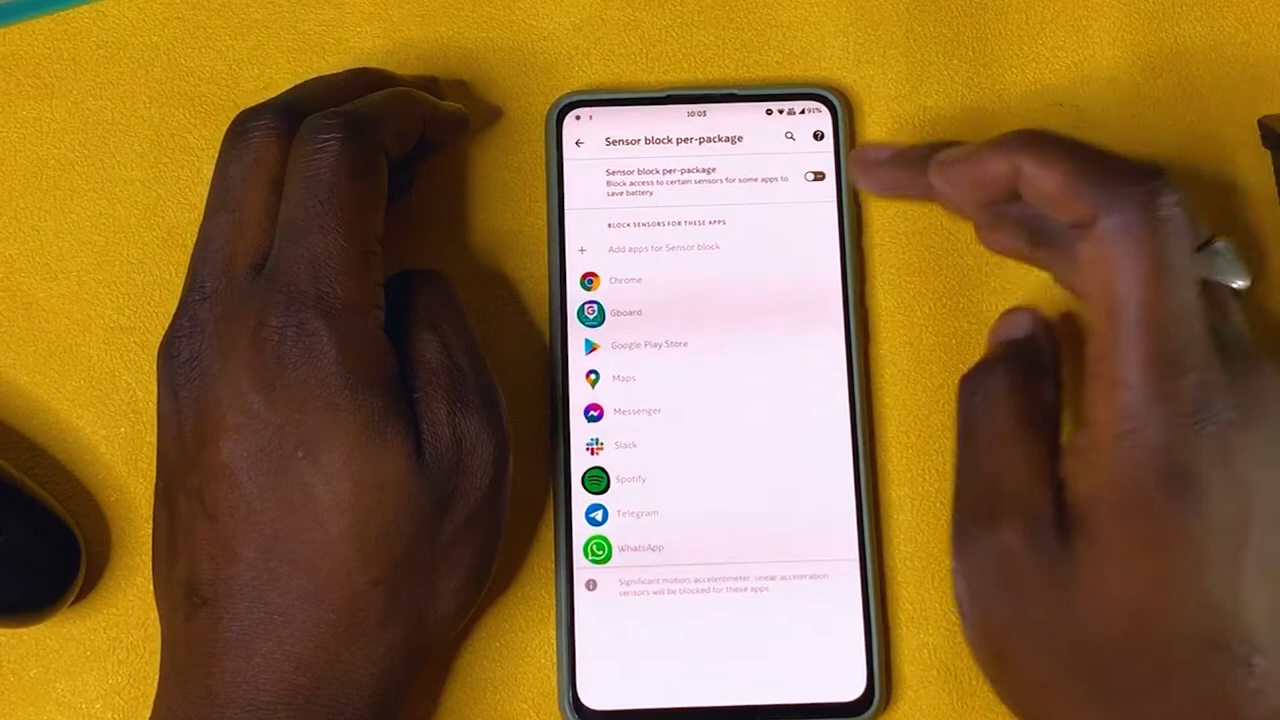 10:03
91%
Sensor block per-package
Sensor block per-package
Block access to certain sensors for some apps to
save battery
BLOCK SENSORS FOR THESE APPS
Add apps for Sensor block
Chrome
Gboard
Google Play Store
Maps
Messenger
Slack
Spotify
Telegram
WhatsApp
Significant motion, accelerometer, linear acceleration
sensors will be blocked for these apps